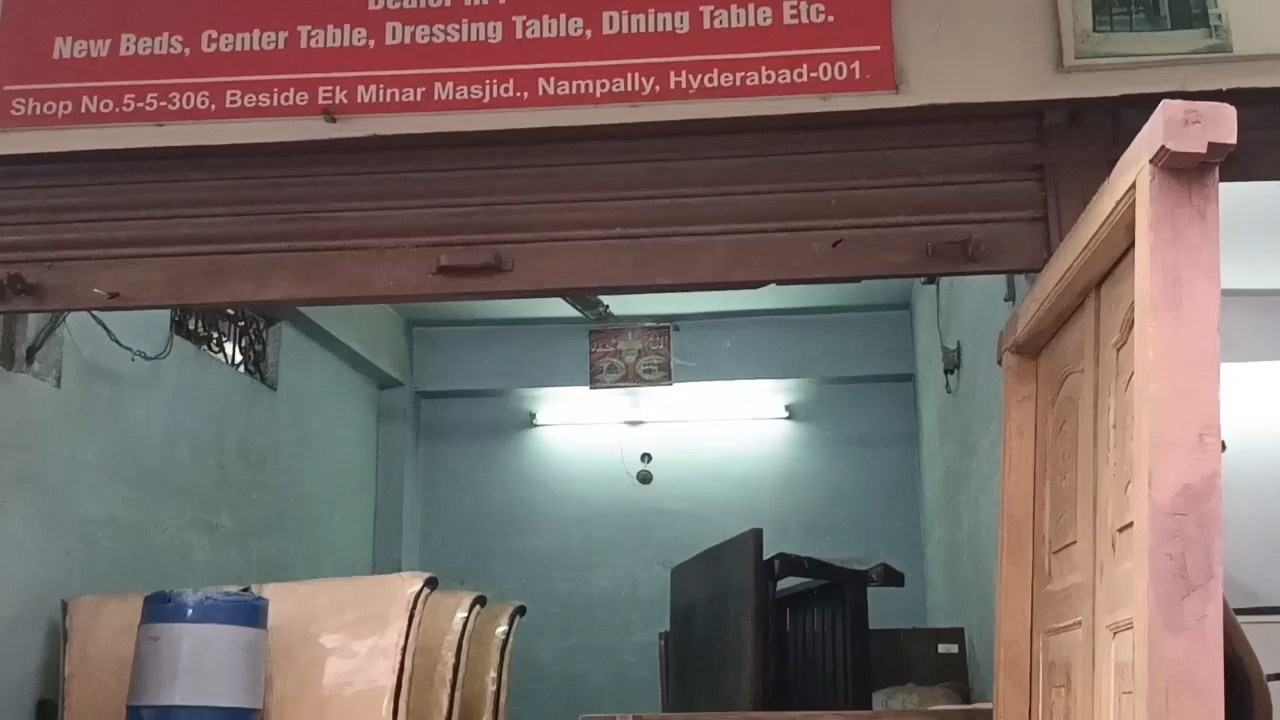 New Beds, Center Table, Dressing Table, Dining Table Etc.
Shop No.5-5-306, Beside Ek Minar Masjid., Nampally, Hyderabad-001.